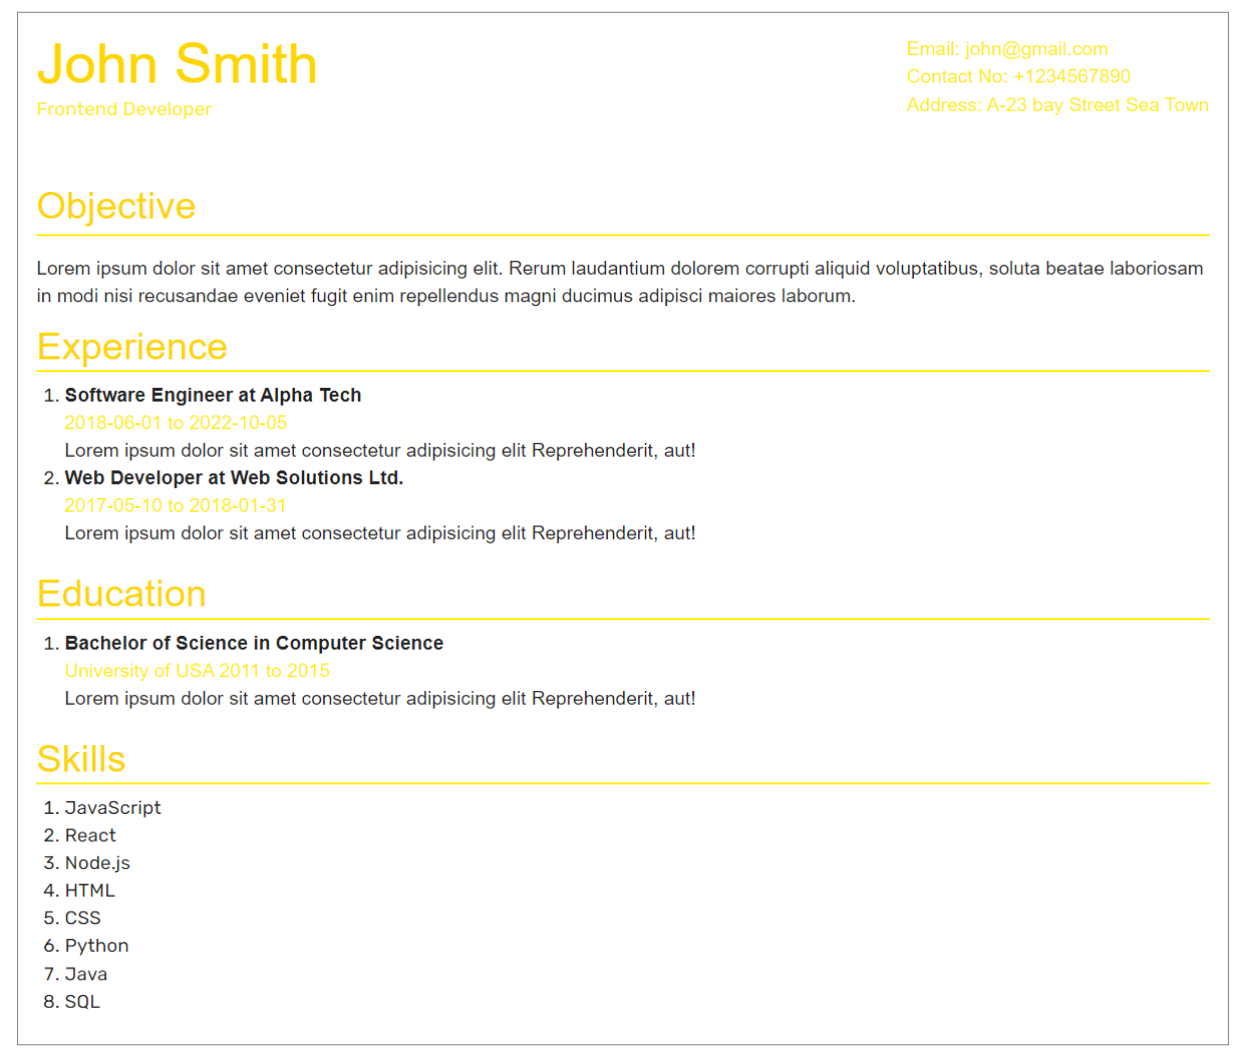 John Smith
Frontend Developer
Email: john@gmail.com
Contact No: +1234567890
Address: A-23 bay Street Sea Town
Objective
Lorem ipsum dolor sit amet consectetur adipisicing elit. Rerum laudantium dolorem corrupti aliquid voluptatibus, soluta beatae laboriosam
in modi nisi recusandae eveniet fugit enim repellendus magni ducimus adipisci maiores laborum.
Experience
1. Software Engineer at Alpha Tech
2018-06-01 to 2022-10-05
Lorem ipsum dolor sit amet consectetur adipisicing elit Reprehenderit, aut!
2. Web Developer at Web Solutions Ltd.
2017-05-10 to 2018-01-31
Lorem ipsum dolor sit amet consectetur adipisicing elit Reprehenderit, aut!
Education
1. Bachelor of Science in Computer Science
University of USA 2011 to 2015
Lorem ipsum dolor sit amet consectetur adipisicing elit Reprehenderit, aut!
Skills
1. JavaScript
2. React
3. Node.js
4. HTML
5. CSS
6. Python
7. Java
8. SQL